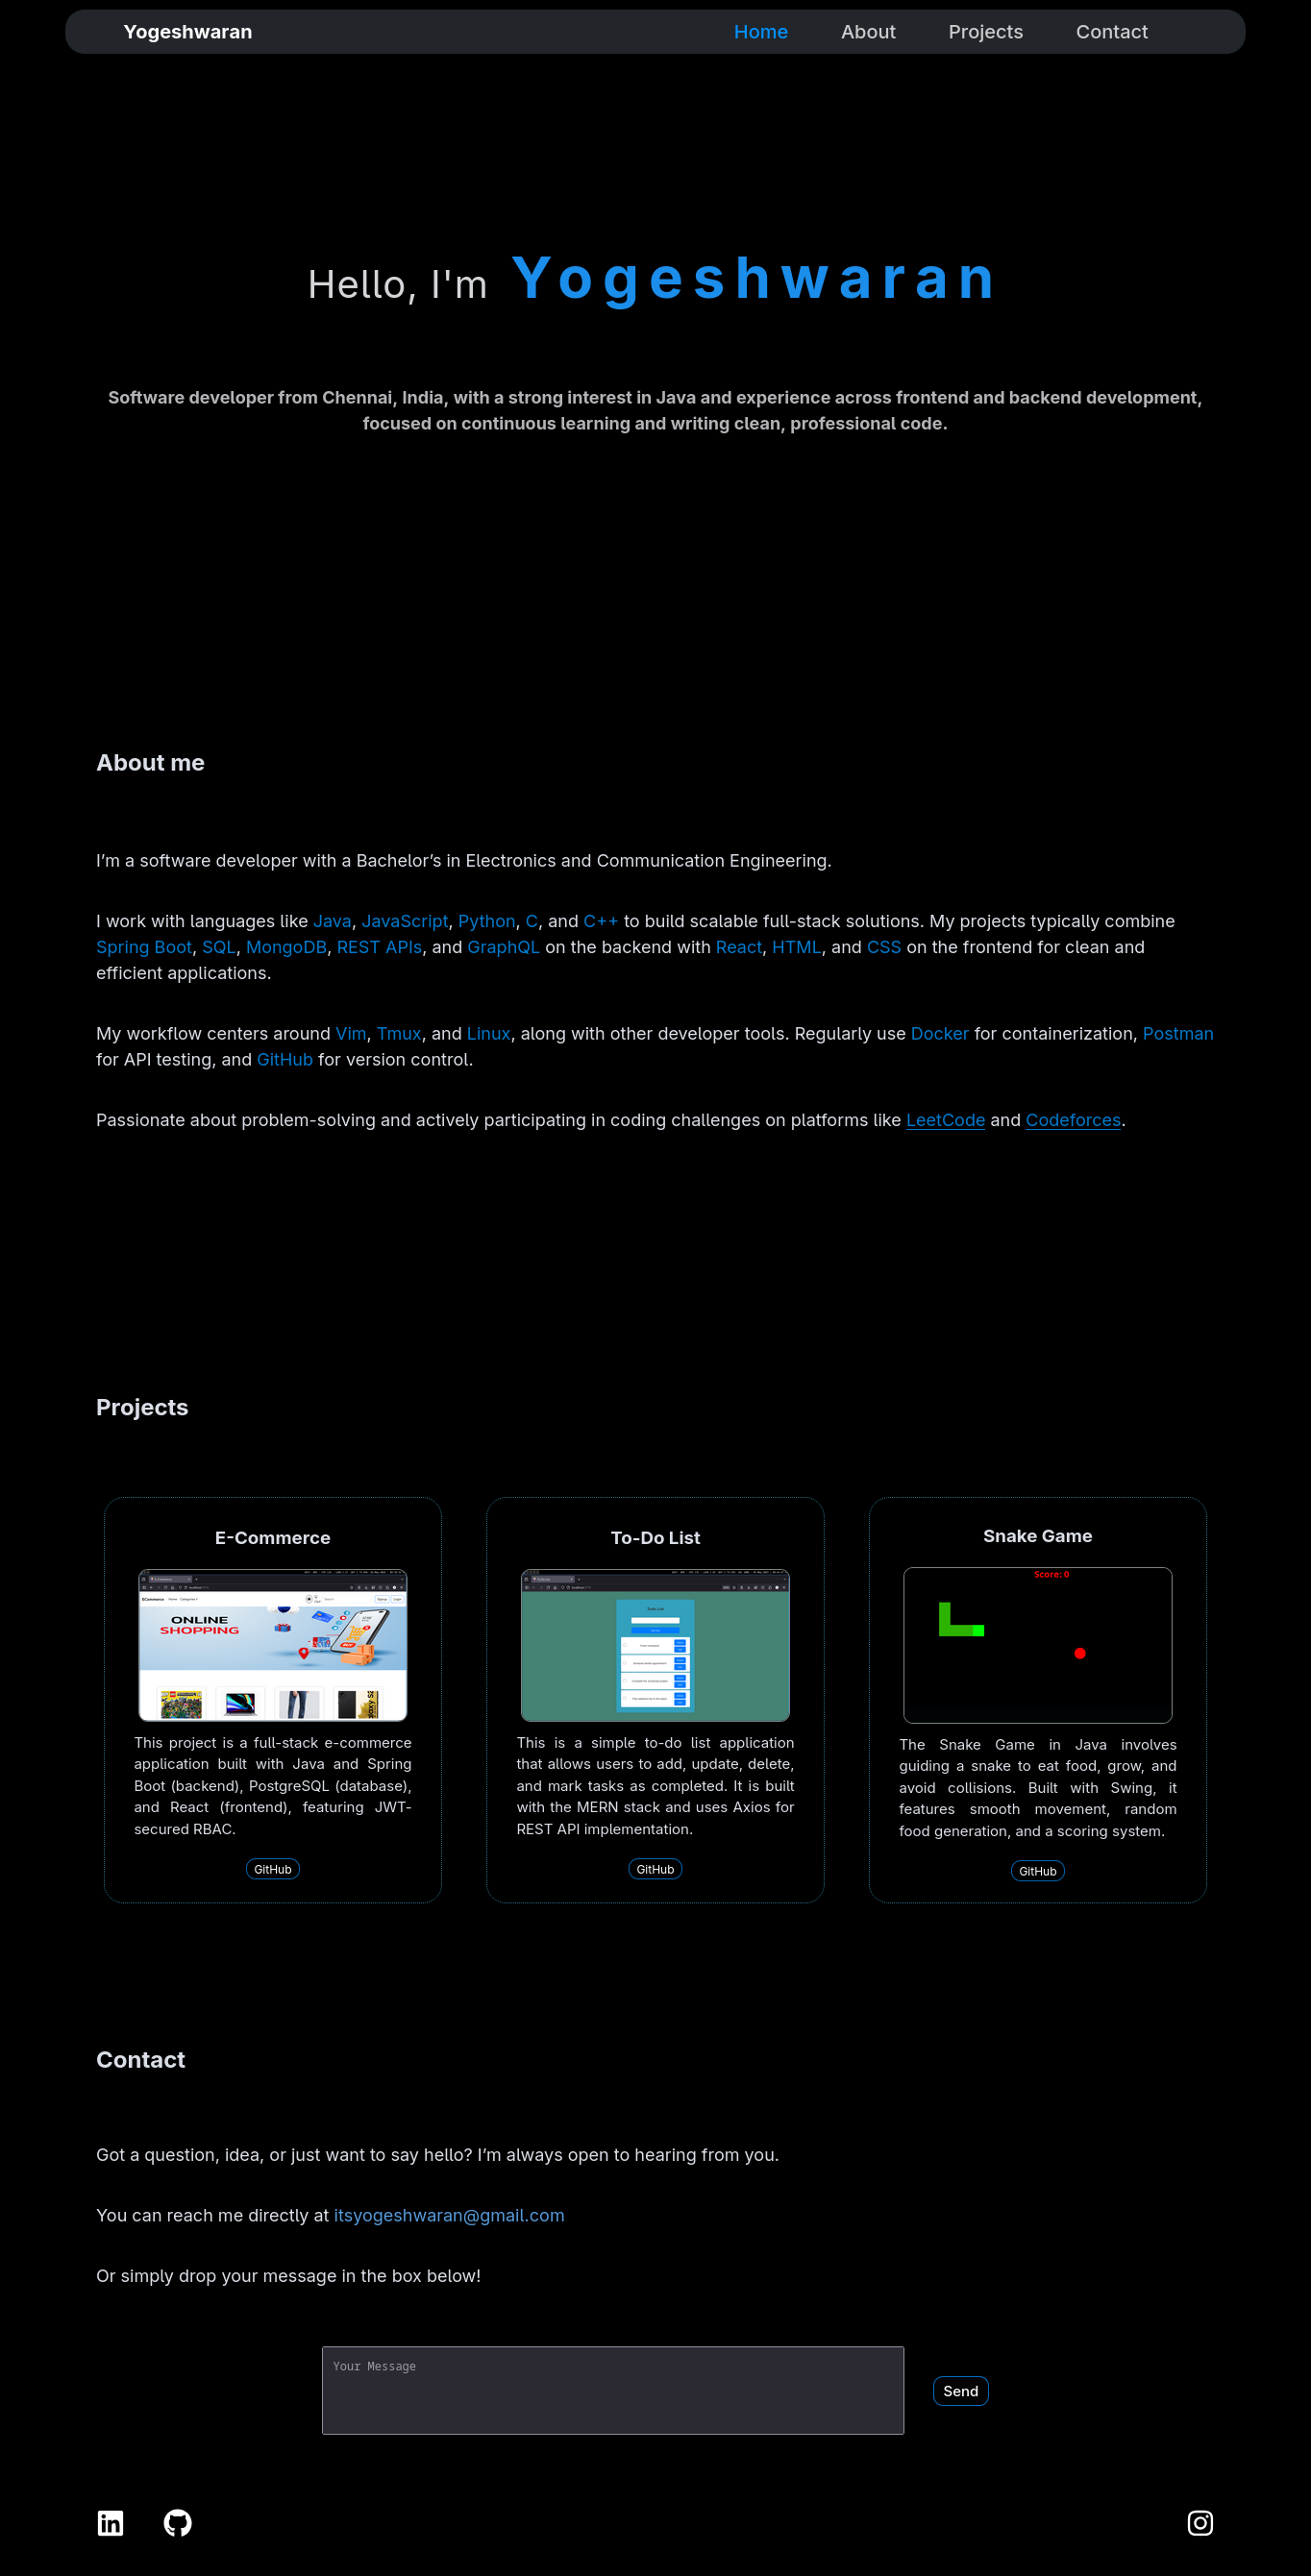 Yogeshwaran
Home About Projects Contact
Hello, I'm Yogeshwaran
Software developer from Chennai, India, with a strong interest in Java and experience across frontend and backend development,
focused on continuous learning and writing clean, professional code.
About me
I’m a software developer with a Bachelor’s in Electronics and Communication Engineering.
I work with languages like Java, JavaScript, Python, C, and C++ to build scalable full-stack solutions. My projects typically combine
Spring Boot, SQL, MongoDB, REST APIs, and GraphQL on the backend with React, HTML, and CSS on the frontend for clean and
efficient applications.
My workflow centers around Vim, Tmux, and Linux, along with other developer tools. Regularly use Docker for containerization, Postman
for API testing, and GitHub for version control.
Passionate about problem-solving and actively participating in coding challenges on platforms like LeetCode and Codeforces.
Projects
E-Commerce
ONLINE
SHOPPING
This project is a full-stack e-commerce
application built with Java and Spring
Boot (backend), PostgreSQL (database),
and React (frontend), featuring JWT-
secured RBAC.
GitHub
To-Do List
This is a simple to-do list application
that allows users to add, update, delete,
and mark tasks as completed. It is built
with the MERN stack and uses Axios for
REST API implementation.
GitHub
Snake Game
Score: 0
The Snake Game in Java involves
guiding a snake to eat food, grow, and
avoid collisions. Built with Swing, it
features smooth movement, random
food generation, and a scoring system.
GitHub
Contact
Got a question, idea, or just want to say hello? I’m always open to hearing from you.
You can reach me directly at itsyogeshwaran@gmail.com
Or simply drop your message in the box below!
Your Message
Send